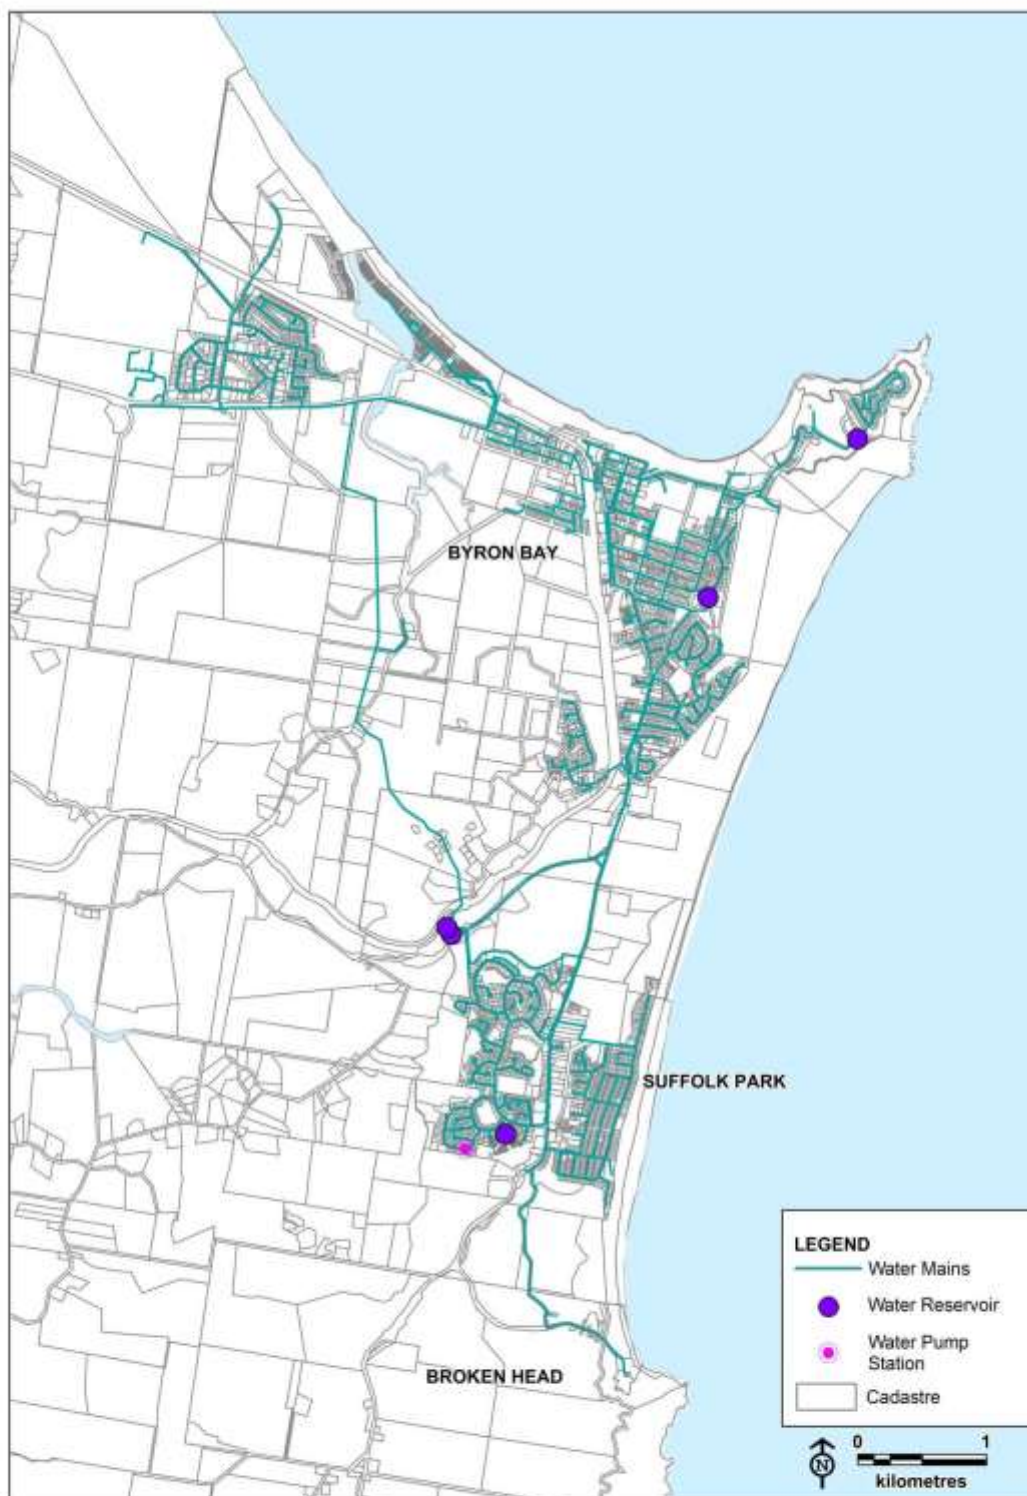 BYRON BAY
SUFFOLK PARK
BROKEN HEAD
LEGEND
Water Mains
Water Reservoir
Water Pump
Station
Cadastre
N
0 1
kilometres